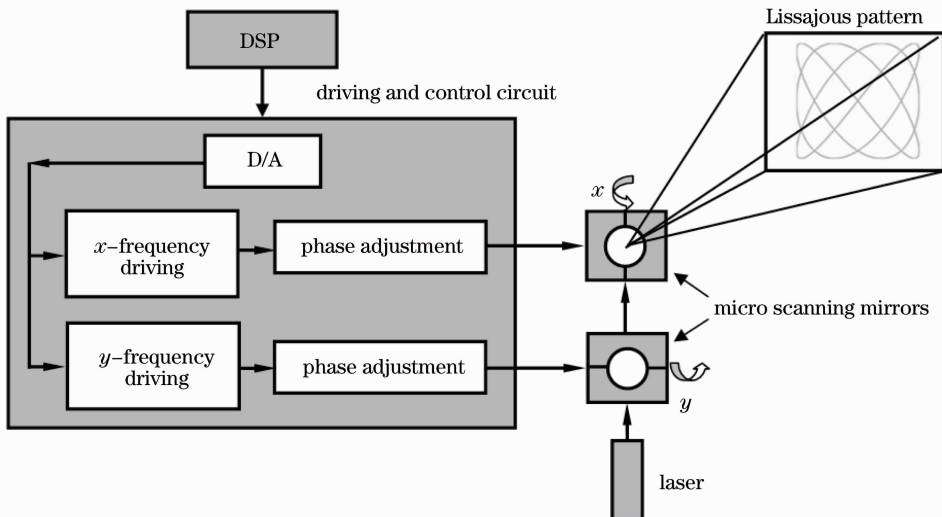 Lissajous pattern
DSP
driving and control circuit
D/A
x
x-frequency
driving
phase adjustment
micro scanning mirrors
y-frequency
driving
phase adjustment
y
laser